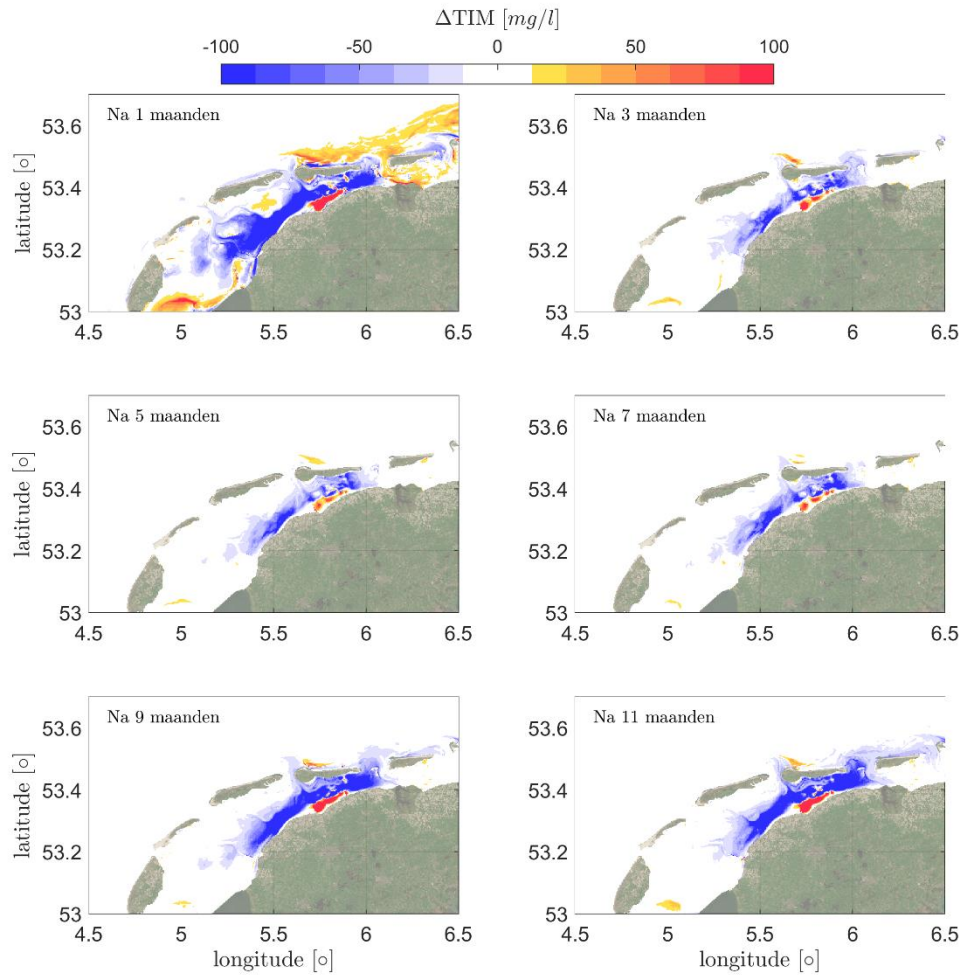 ΔTIM [mg/l]
-100 -50 0 50 100
Na 1 maanden
53.6
53.4
53.2
53
latitude [○]
4.5 5 5.5 6 6.5
Na 3 maanden
53.6
53.4
53.2
53
4.5 5 5.5 6 6.5
Na 5 maanden
53.6
53.4
53.2
53
latitude [○]
4.5 5 5.5 6 6.5
Na 7 maanden
53.6
53.4
53.2
53
4.5 5 5.5 6 6.5
Na 9 maanden
53.6
53.4
53.2
53
latitude [○]
4.5 5 5.5 6 6.5
longitude [○]
Na 11 maanden
53.6
53.4
53.2
53
4.5 5 5.5 6 6.5
longitude [○]